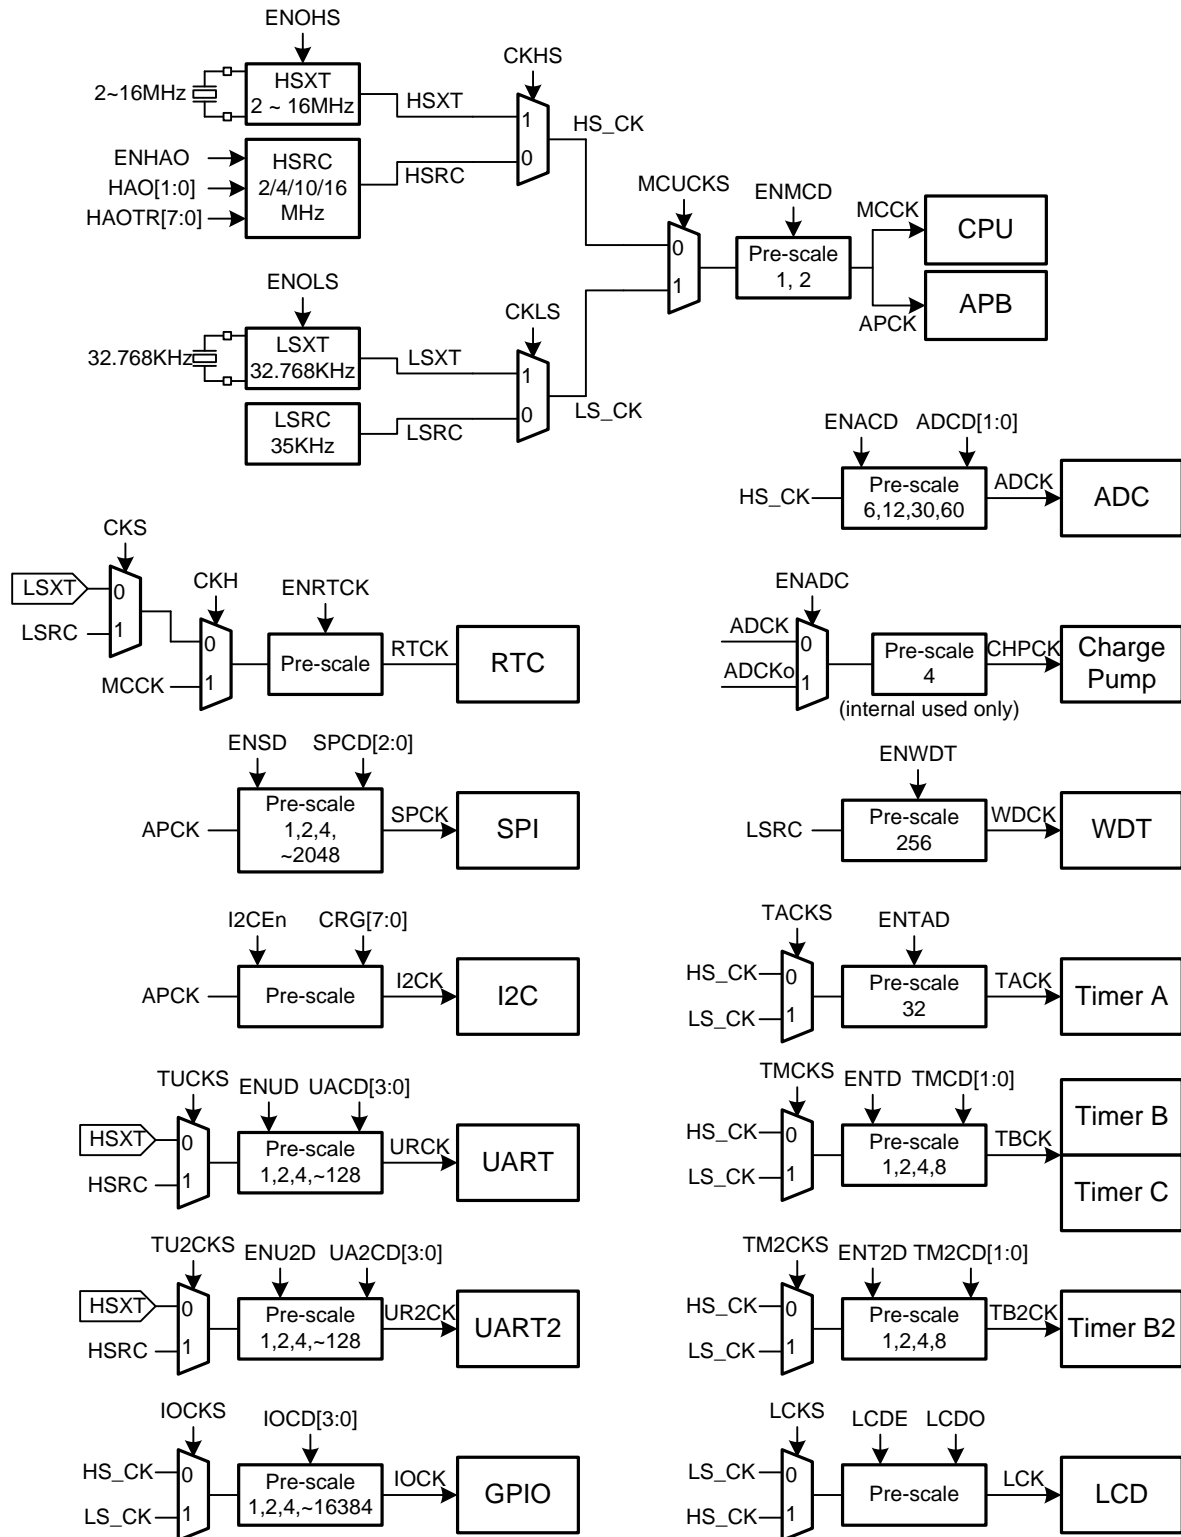 ENOHS
CKHS
2~16MHz
HSXT
2 ~ 16MHz
HSXT
1
0
HS_CK
ENHAO
HAO[1:0]
HAOTR[7:0]
HSRC
2/4/10/16
MHz
HSRC
MCUCKS
ENMCD
0
1
Pre-scale
1, 2
MCCK
CPU
APCK
APB
ENOLS
CKLS
32.768KHz
LSXT
32.768KHz
LSXT
1
0
LS_CK
LSRC
35KHz
LSRC
ENACD
ADCD[1:0]
HS_CK
Pre-scale
6,12,30,60
ADCK
ADC
CKS
LSXT
0
LSRC
1
CKH
0
MCCK
1
ENRTCK
Pre-scale
RTCK
RTC
ENADC
ADCK
0
ADCKo
1
Pre-scale
4
(internal used only)
CHPCK
Charge
Pump
ENSD
SPCD[2:0]
APCK
Pre-scale
1,2,4,
~2048
SPCK
SPI
ENWDT
LSRC
Pre-scale
256
WDCK
WDT
I2CEn
CRG[7:0]
APCK
Pre-scale
I2CK
I2C
TACKS
ENTAD
HS_CK
0
LS_CK
1
Pre-scale
32
TACK
Timer A
TUCKS
ENUD
UACD[3:0]
HSXT
0
HSRC
1
Pre-scale
1,2,4,~128
URCK
UART
TMCKS
ENTD
TMCD[1:0]
HS_CK
0
LS_CK
1
Pre-scale
1,2,4,8
TBCK
Timer B
Timer C
TU2CKS
ENU2D
UA2CD[3:0]
HSXT
0
HSRC
1
Pre-scale
1,2,4,~128
UR2CK
UART2
TM2CKS
ENT2D
TM2CD[1:0]
HS_CK
0
LS_CK
1
Pre-scale
1,2,4,8
TB2CK
Timer B2
IOCKS
IOCD[3:0]
HS_CK
0
LS_CK
1
Pre-scale
1,2,4,~16384
IOCK
GPIO
LCKS
LCDE
LCDO
LS_CK
0
HS_CK
1
Pre-scale
LCK
LCD